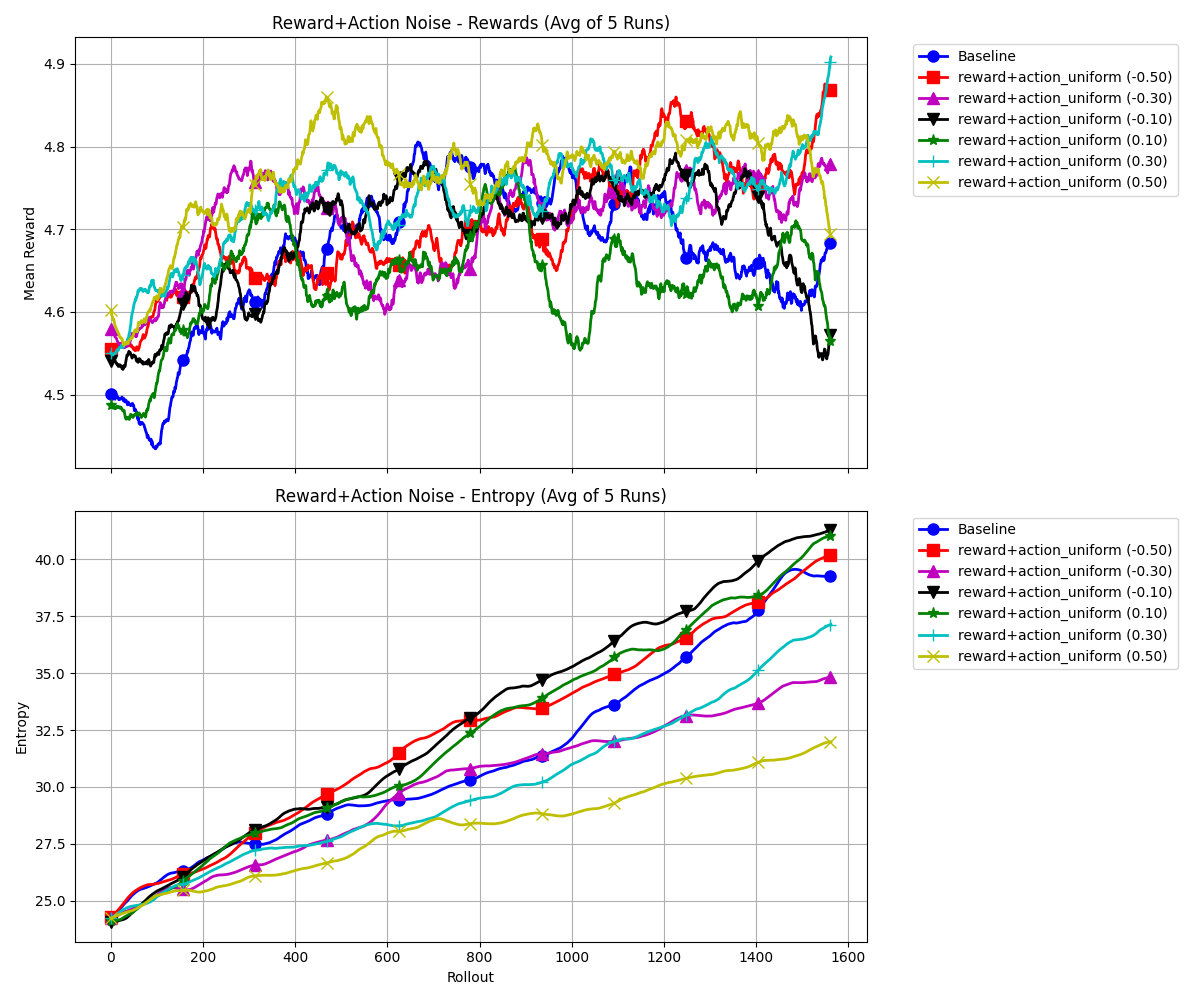 Reward+Action Noise - Rewards (Avg of 5 Runs)
Mean Reward
4.9
4.8
4.7
4.6
4.5
Baseline
reward+action_uniform (-0.50)
reward+action_uniform (-0.30)
reward+action_uniform (-0.10)
reward+action_uniform (0.10)
reward+action_uniform (0.30)
reward+action_uniform (0.50)
Reward+Action Noise - Entropy (Avg of 5 Runs)
Entropy
40.0
37.5
35.0
32.5
30.0
27.5
25.0
0 200 400 600 800 1000 1200 1400 1600
Rollout
Baseline
reward+action_uniform (-0.50)
reward+action_uniform (-0.30)
reward+action_uniform (-0.10)
reward+action_uniform (0.10)
reward+action_uniform (0.30)
reward+action_uniform (0.50)